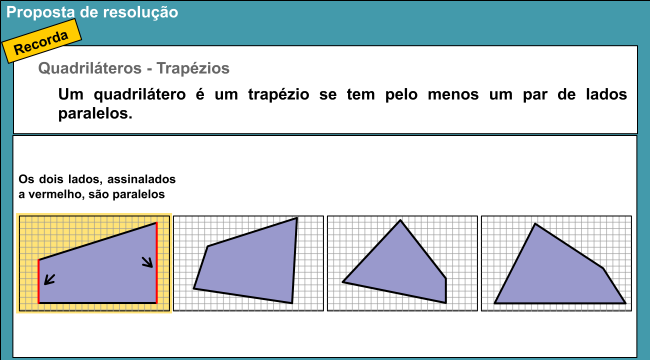 Proposta de resolução
Recorda
Quadriláteros - Trapézios
Um quadrilátero é um trapézio se tem pelo menos um par de lados
paralelos.
Os dois lados, assinalados
a vermelho, são paralelos